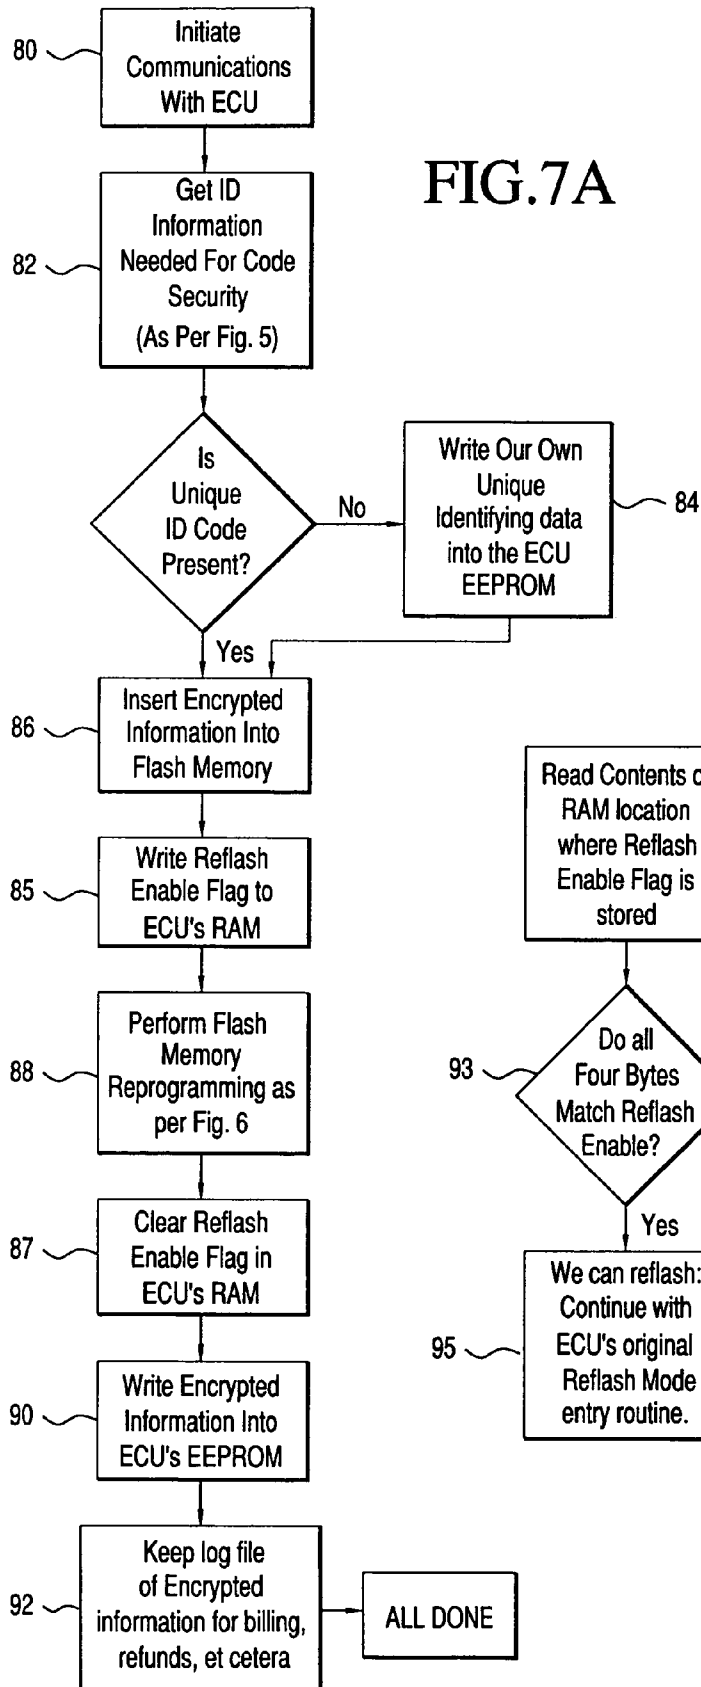 80
Initiate
Communications
With ECU
FIG.7A
82
Get ID
Information
Needed For Code
Security
(As Per Fig. 5)
Is
Unique
ID Code
Present?
No
Write Our Own
Unique
Identifying data
into the ECU
EEPROM
84
Yes
86
Insert Encrypted
Information Into
Flash Memory
85
Write Reflash
Enable Flag to
ECU's RAM
88
Perform Flash
Memory
Reprogramming as
per Fig. 6
87
Clear Reflash
Enable Flag in
ECU's RAM
90
Write Encrypted
Information Into
ECU's EEPROM
92
Keep log file
of Encrypted
information for billing,
refunds, et cetera
ALL DONE
Read Contents
RAM location
where Reflash
Enable Flag is
stored
93
Do all
Four Bytes
Match Reflash
Enable?
Yes
95
We can reflash:
Continue with
ECU's original
Reflash Mode
entry routine.